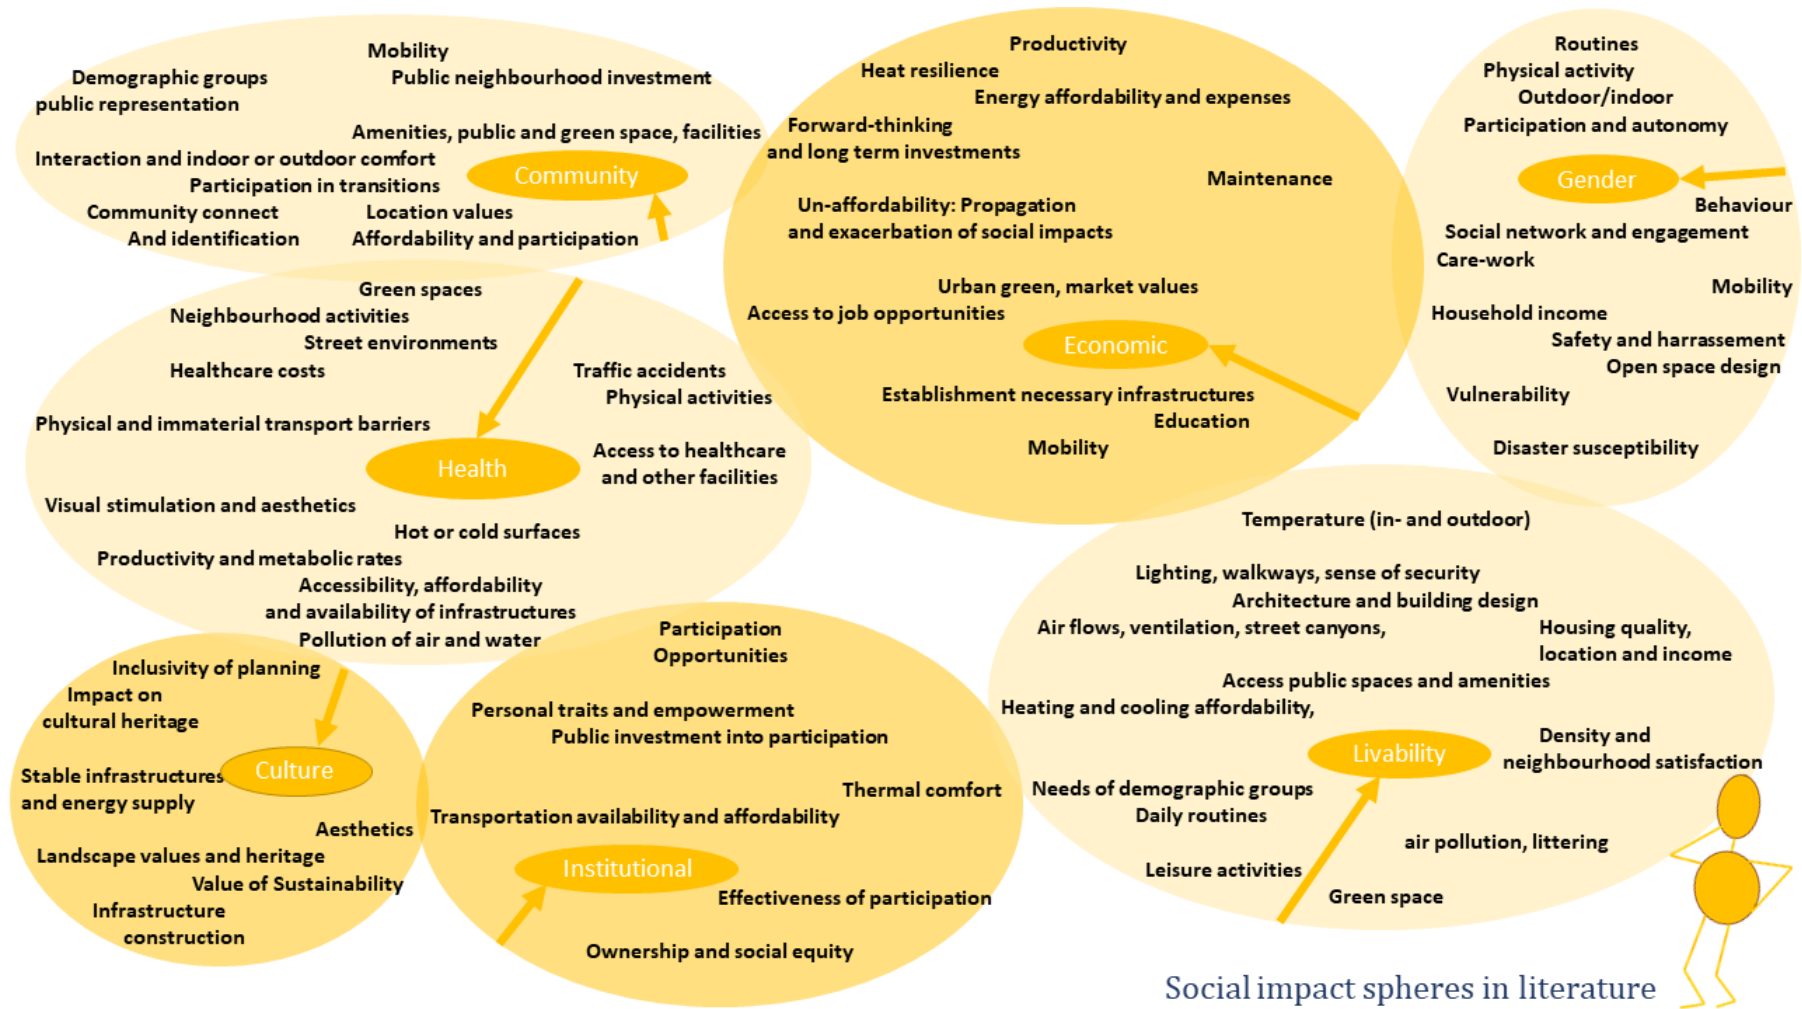 Mobility
Demographic groups
public representation
Public neighbourhood investment
Amenities, public and green space, facilities
Interaction and indoor or outdoor comfort
Participation in transitions
Community
Community connect
And identification
Location values
Affordability and participation
Productivity
Heat resilience
Energy affordability and expenses
Forward-thinking
and long term investments
Maintenance
Un-affordability: Propagation
and exacerbation of social impacts
Urban green, market values
Access to job opportunities
Economic
Establishment necessary infrastructures
Education
Mobility
Routines
Physical activity
Outdoor/indoor
Participation and autonomy
Gender
Behaviour
Social network and engagement
Care-work
Mobility
Household income
Safety and harrassement
Open space design
Vulnerability
Disaster susceptibility
Green spaces
Neighbourhood activities
Street environments
Healthcare costs
Traffic accidents
Physical activities
Physical and immaterial transport barriers
Health
Access to healthcare
and other facilities
Visual stimulation and aesthetics
Hot or cold surfaces
Productivity and metabolic rates
Accessibility, affordability
and availability of infrastructures
Pollution of air and water
Inclusivity of planning
Impact on
cultural heritage
Culture
Stable infrastructures
and energy supply
Aesthetics
Landscape values and heritage
Value of Sustainability
Infrastructure
construction
Participation
Opportunities
Personal traits and empowerment
Public investment into participation
Thermal comfort
Transportation availability and affordability
Institutional
Effectiveness of participation
Ownership and social equity
Temperature (in- and outdoor)
Lighting, walkways, sense of security
Architecture and building design
Air flows, ventilation, street canyons,
Housing quality,
location and income
Access public spaces and amenities
Heating and cooling affordability,
Livability
Density and
neighbourhood satisfaction
Needs of demographic groups
Daily routines
air pollution, littering
Leisure activities
Green space
Social impact spheres in literature